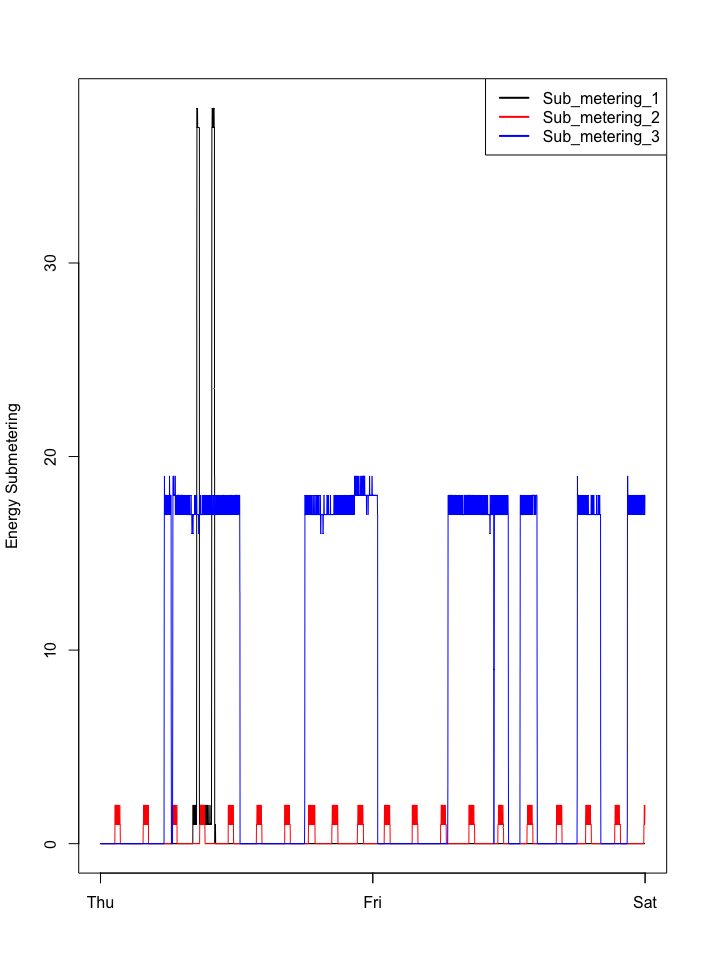 Sub_metering_1
Sub_metering_2
Sub_metering_3
Energy Submetering
30
20
10
0
Thu Fri Sat